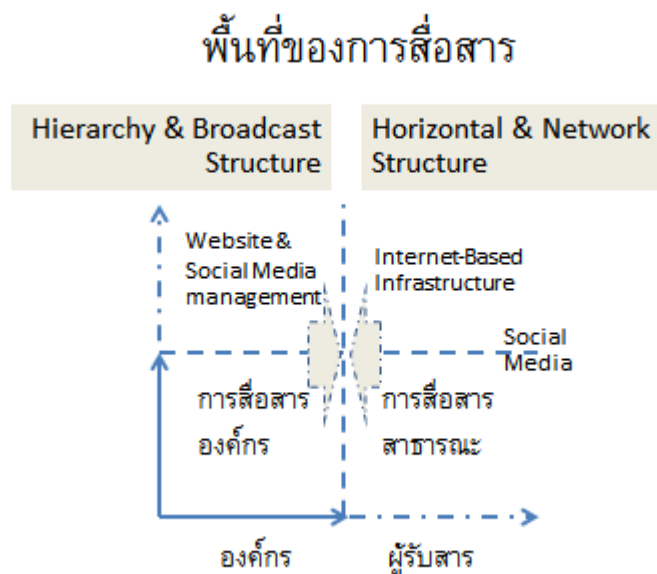 พื้นที่ของการสื่อสาร
Hierarchy & Broadcast
Structure
Horizontal & Network
Structure
Website &
Social Media
management
Internet-Based
Infrastructure
Social
Media
การสื่อสาร
องค์กร
การสื่อสาร
สาธารณะ
องค์กร
ผู้รับสาร